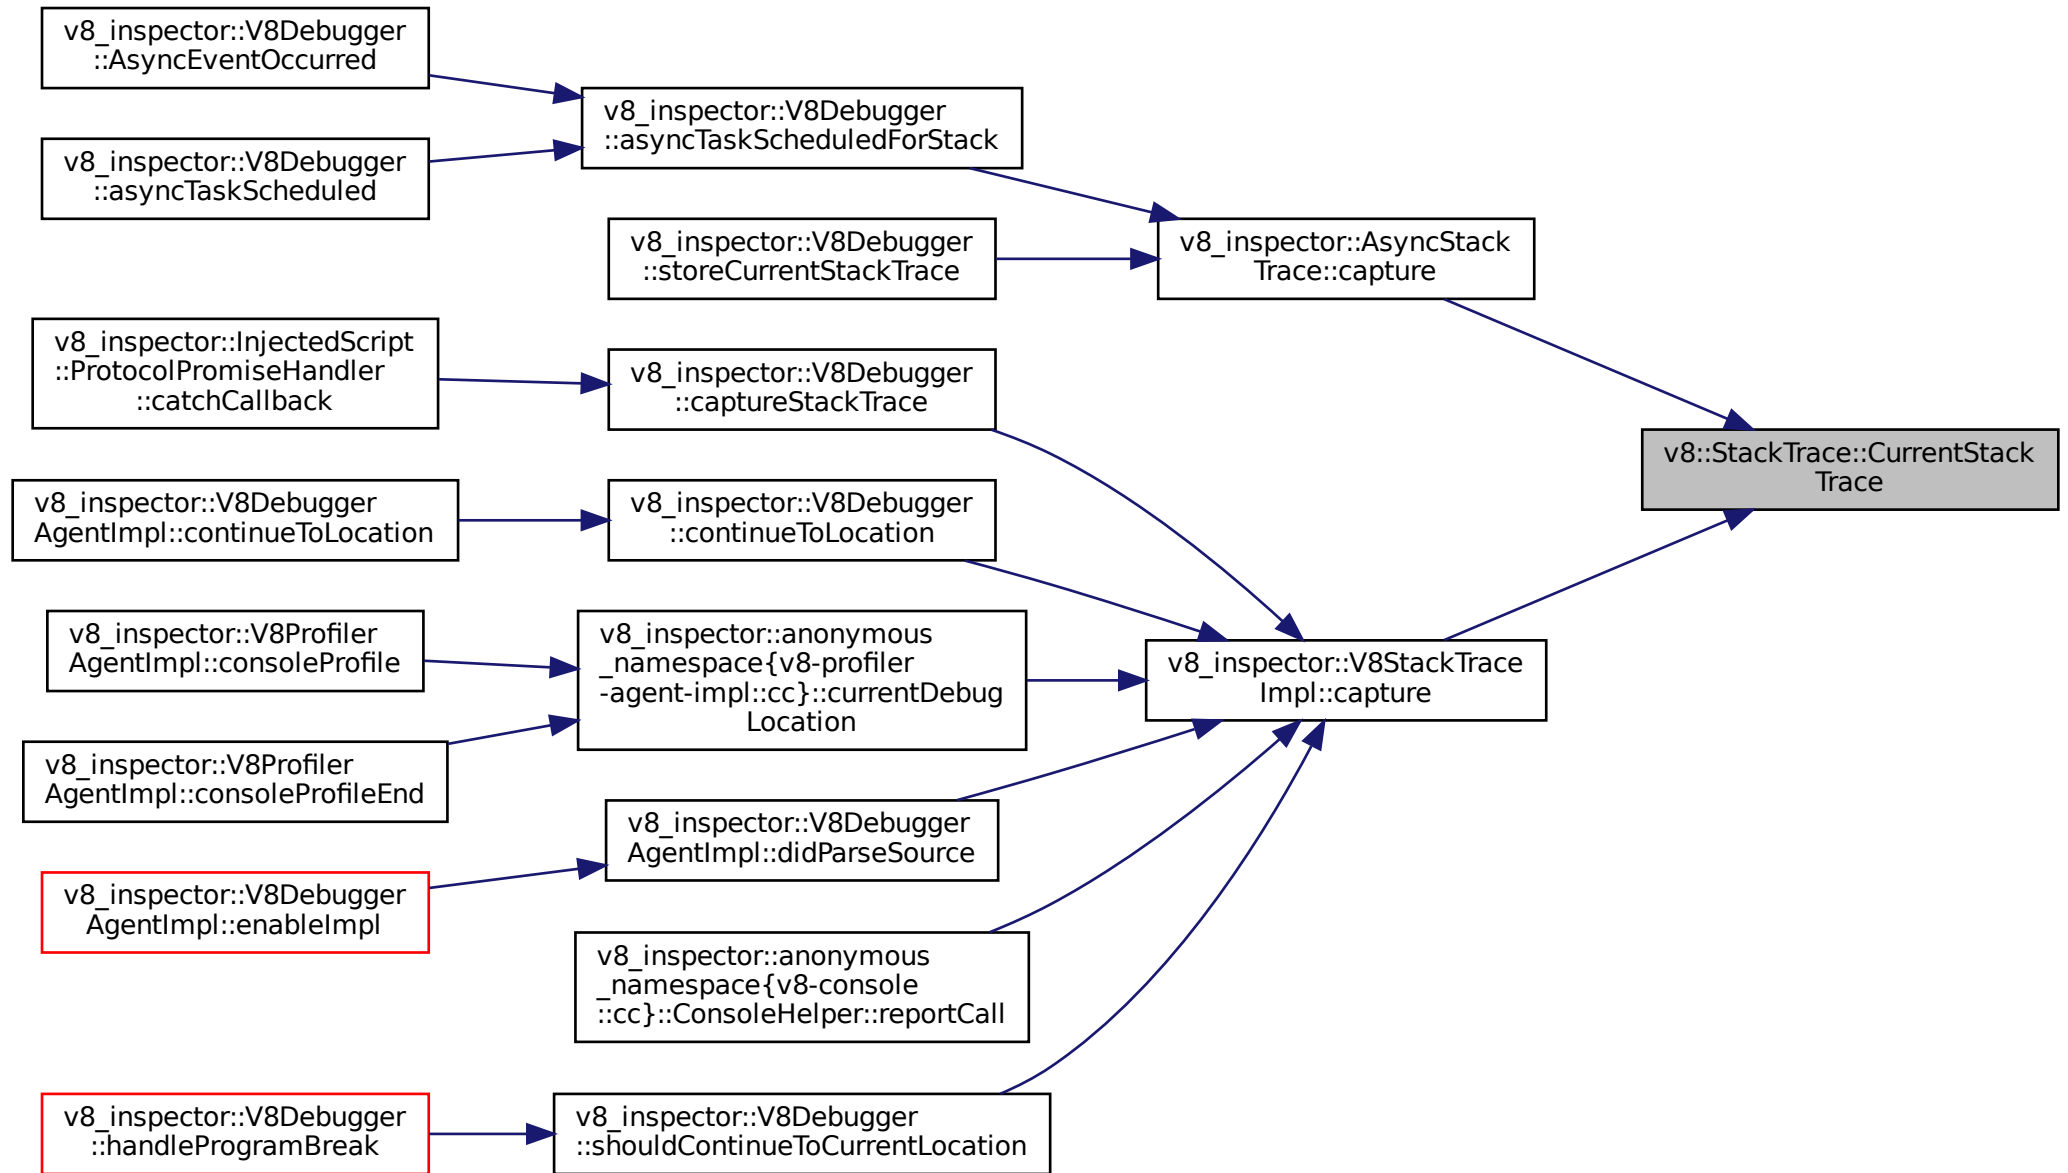 v8_inspector::V8Debugger
::AsyncEventOccurred
v8_inspector::V8Debugger
::asyncTaskScheduledForStack
v8_inspector::V8Debugger
::asyncTaskScheduled
v8_inspector::V8Debugger
::storeCurrentStackTrace
v8_inspector::AsyncStack
Trace::capture
v8_inspector::InjectedScript
::ProtocolPromiseHandler
::catchCallback
v8_inspector::V8Debugger
::captureStackTrace
v8::StackTrace::CurrentStack
Trace
v8_inspector::V8Debugger
AgentImpl::continueToLocation
v8_inspector::V8Debugger
::continueToLocation
v8_inspector::V8Profiler
AgentImpl::consoleProfile
v8_inspector::anonymous
_namespace{v8-profiler
-agent-impl::cc}::currentDebug
Location
v8_inspector::V8StackTrace
Impl::capture
v8_inspector::V8Profiler
AgentImpl::consoleProfileEnd
v8_inspector::V8Debugger
AgentImpl::didParseSource
v8_inspector::V8Debugger
AgentImpl::enableImpl
v8_inspector::anonymous
_namespace{v8-console
::cc}::ConsoleHelper::reportCall
v8_inspector::V8Debugger
::handleProgramBreak
v8_inspector::V8Debugger
::shouldContinueToCurrentLocation